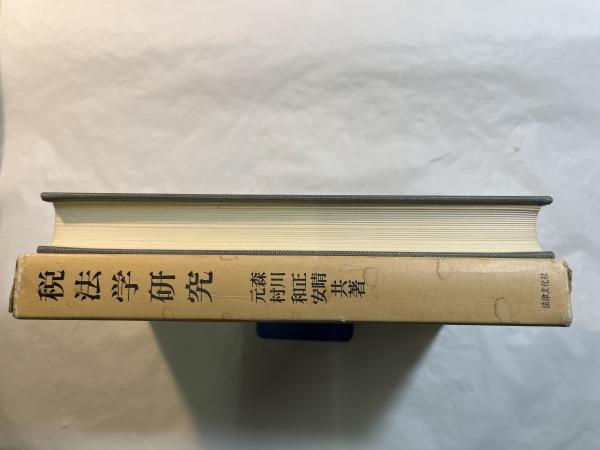 税法学研究
森川正晴
元村和安
共著
法律文化社